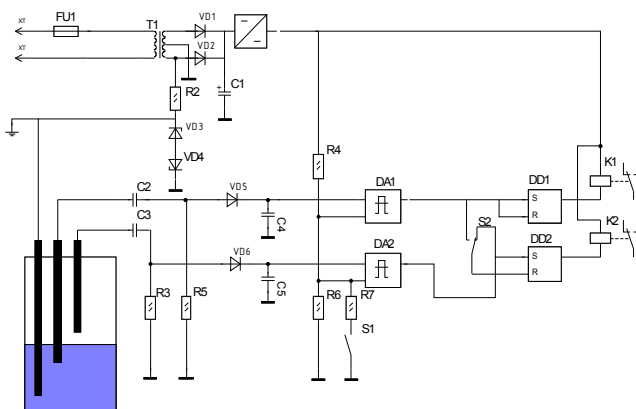 XT
FU1
T1
VD1
XT
VD2
R2
+
C1
VD3
VD4
R4
K1
C2
VD5
DA1
DD1
S
R
C3
C4
S2
K2
DA2
DD2
VD6
S
R
C5
R3
R5
R6
R7
S1